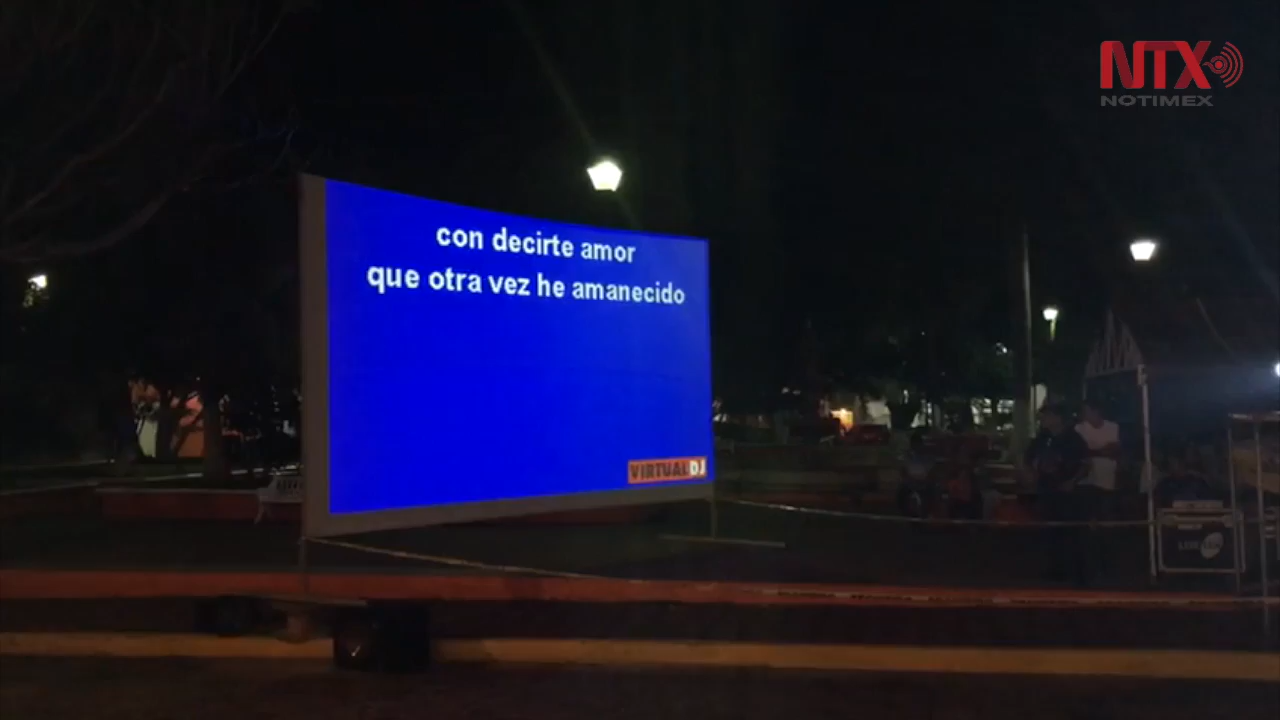 NTX
NOTIMEX
con decirte amor
que otra vez he amanecido
VIRTUALDJ